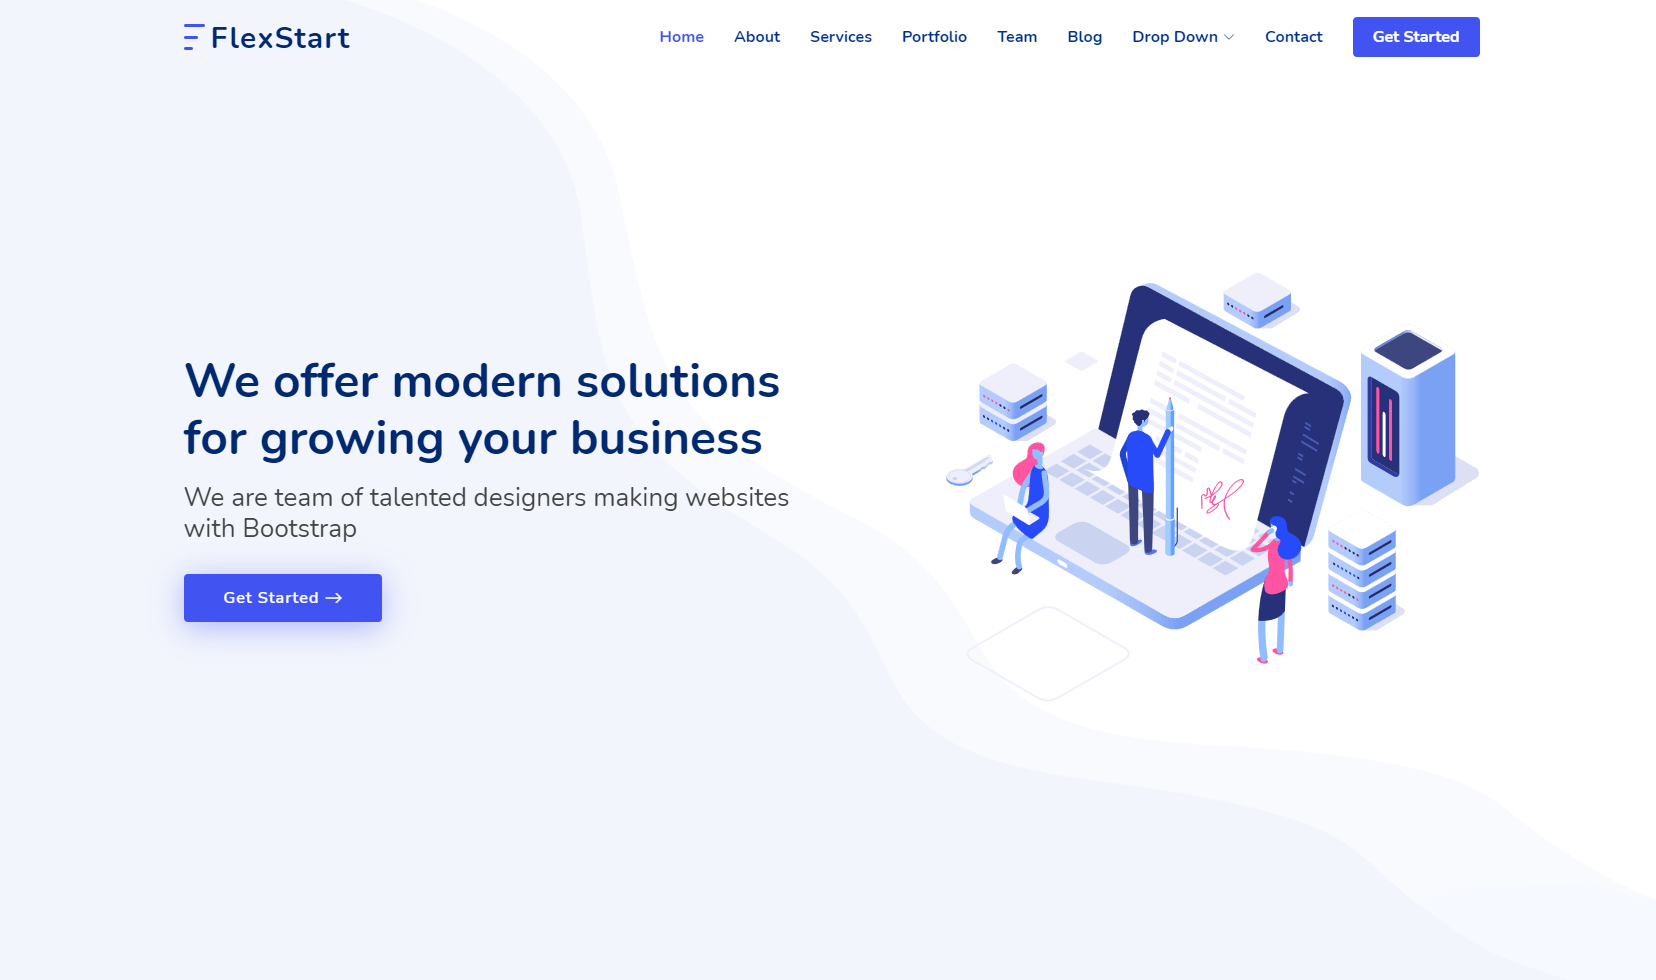 FlexStart
Home About Services Portfolio Team Blog Drop Down Contact Get Started
We offer modern solutions
for growing your business
We are team of talented designers making websites
with Bootstrap
Get Started →